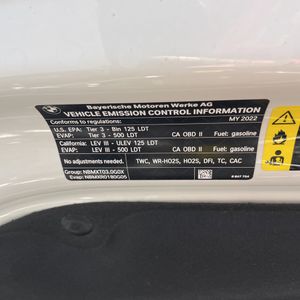 Bayerische Motoren Werke AG
VEHICLE EMISSION CONTROL INFORMATION
Conforms to regulations: MY 2022
U.S. EPA: Tier 3 - Bin 125 LDT
EVAP: Tier 3 - 500 LDT CA OBD II Fuel: gasoline
California: LEV III - ULEV 125 LDT
EVAP: LEV III - 500 LDT CA OBD II Fuel: gasoline
No adjustments needed. TWC, WR-HO2S, HO2S, DFI, TC, CAC
Group: NBMXT03.0G0X
Evap: NBMXR0180G05